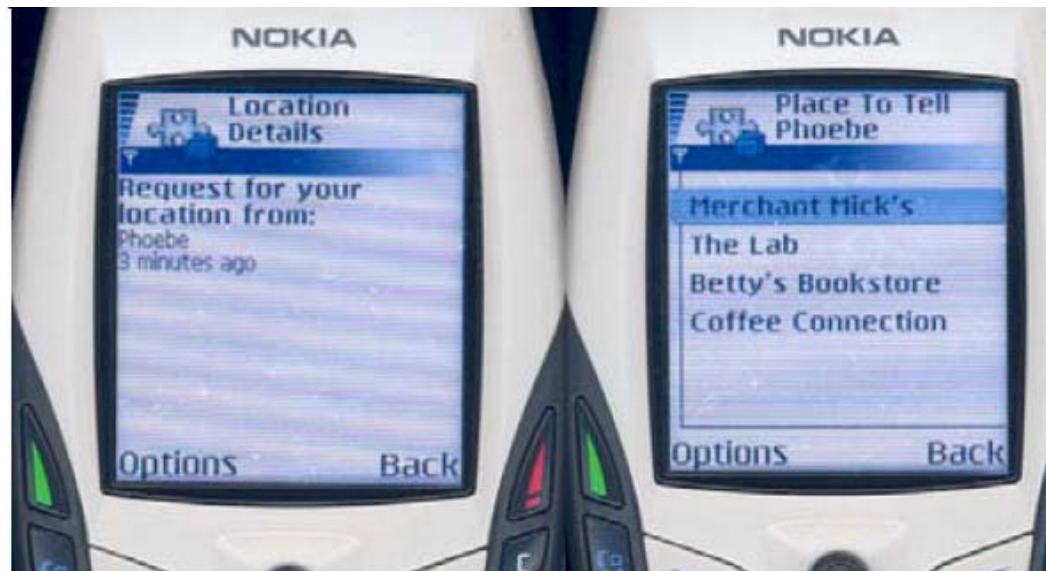 NOKIA
Location
Details
Request for your
location from:
Phoebe
3 minutes ago
Options
Back
NOKIA
Place To Tell
Phoebe
Merchant Mick's
The Lab
Betty's Bookstore
Coffee Connection
Options
Back